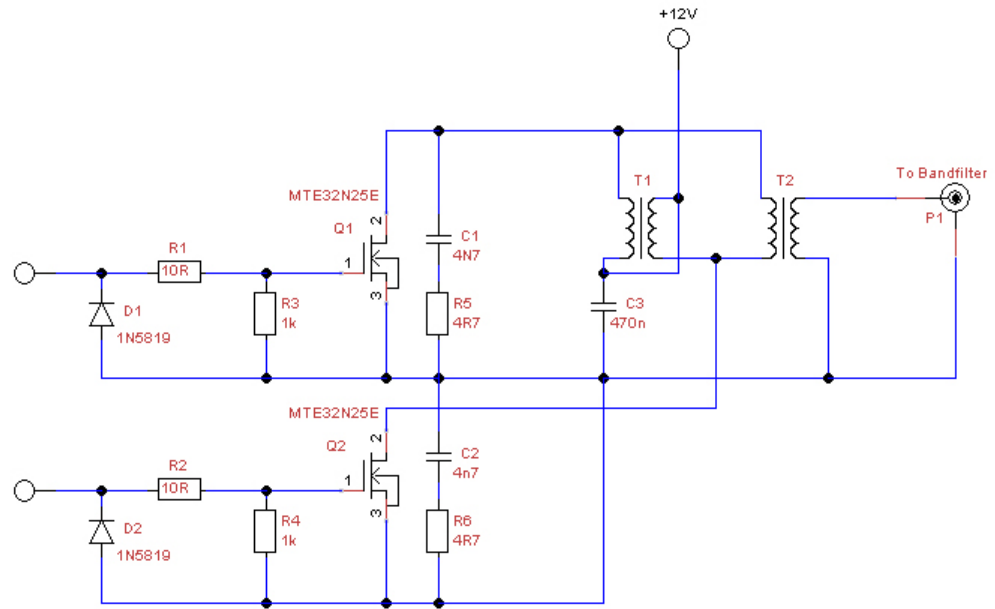 +12V
T1
T2
To Bandfilter
P1
MTE32N25E
Q1
2
1
3
C1
4N7
R1
10R
D1
1N5819
R3
1k
R5
4R7
C3
470n
MTE32N25E
Q2
2
1
3
C2
4n7
R2
10R
D2
1N5819
R4
1k
R6
4R7